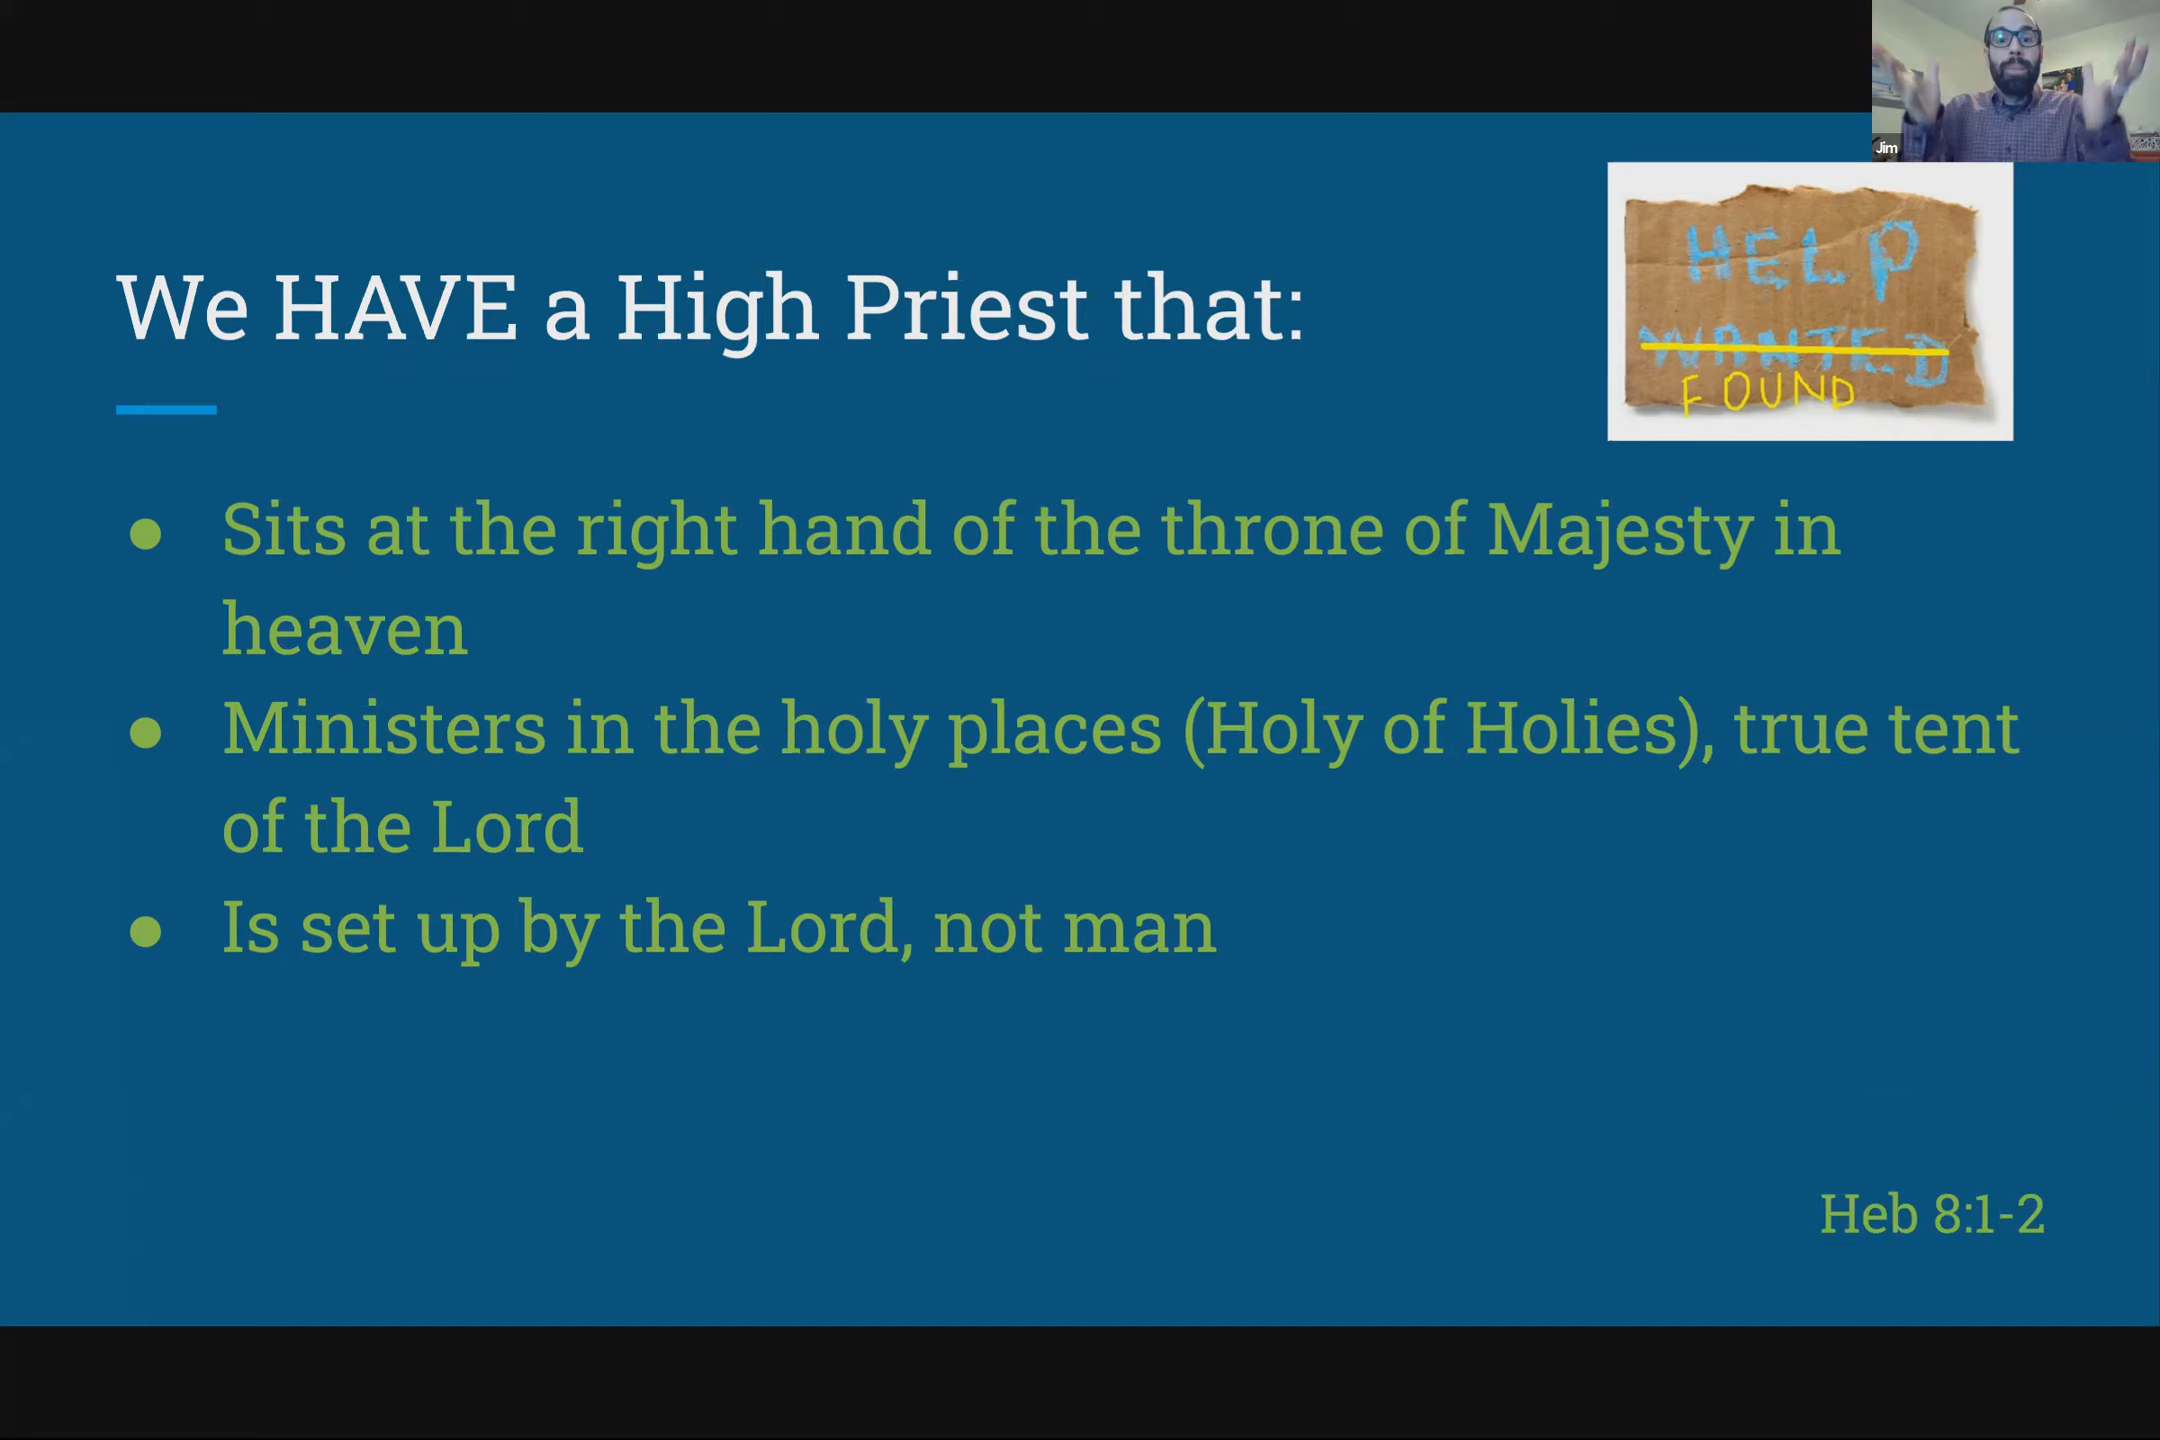 Jim
HELP
WANTED
FOUND
We HAVE a High Priest that:
● Sits at the right hand of the throne of Majesty in
heaven
● Ministers in the holy places (Holy of Holies), true tent
of the Lord
● Is set up by the Lord, not man
Heb 8:1-2